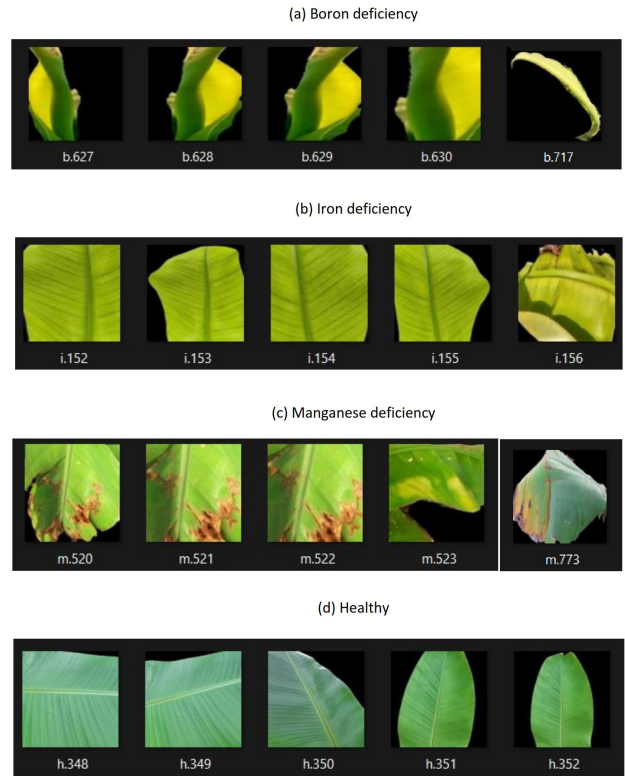 (a) Boron deficiency
b.627 b.628 b.629 b.630 b.717
(b) Iron deficiency
i.152 i.153 i.154 i.155 i.156
(c) Manganese deficiency
m.520 m.521 m.522 m.523 m.773
(d) Healthy
h.348 h.349 h.350 h.351 h.352